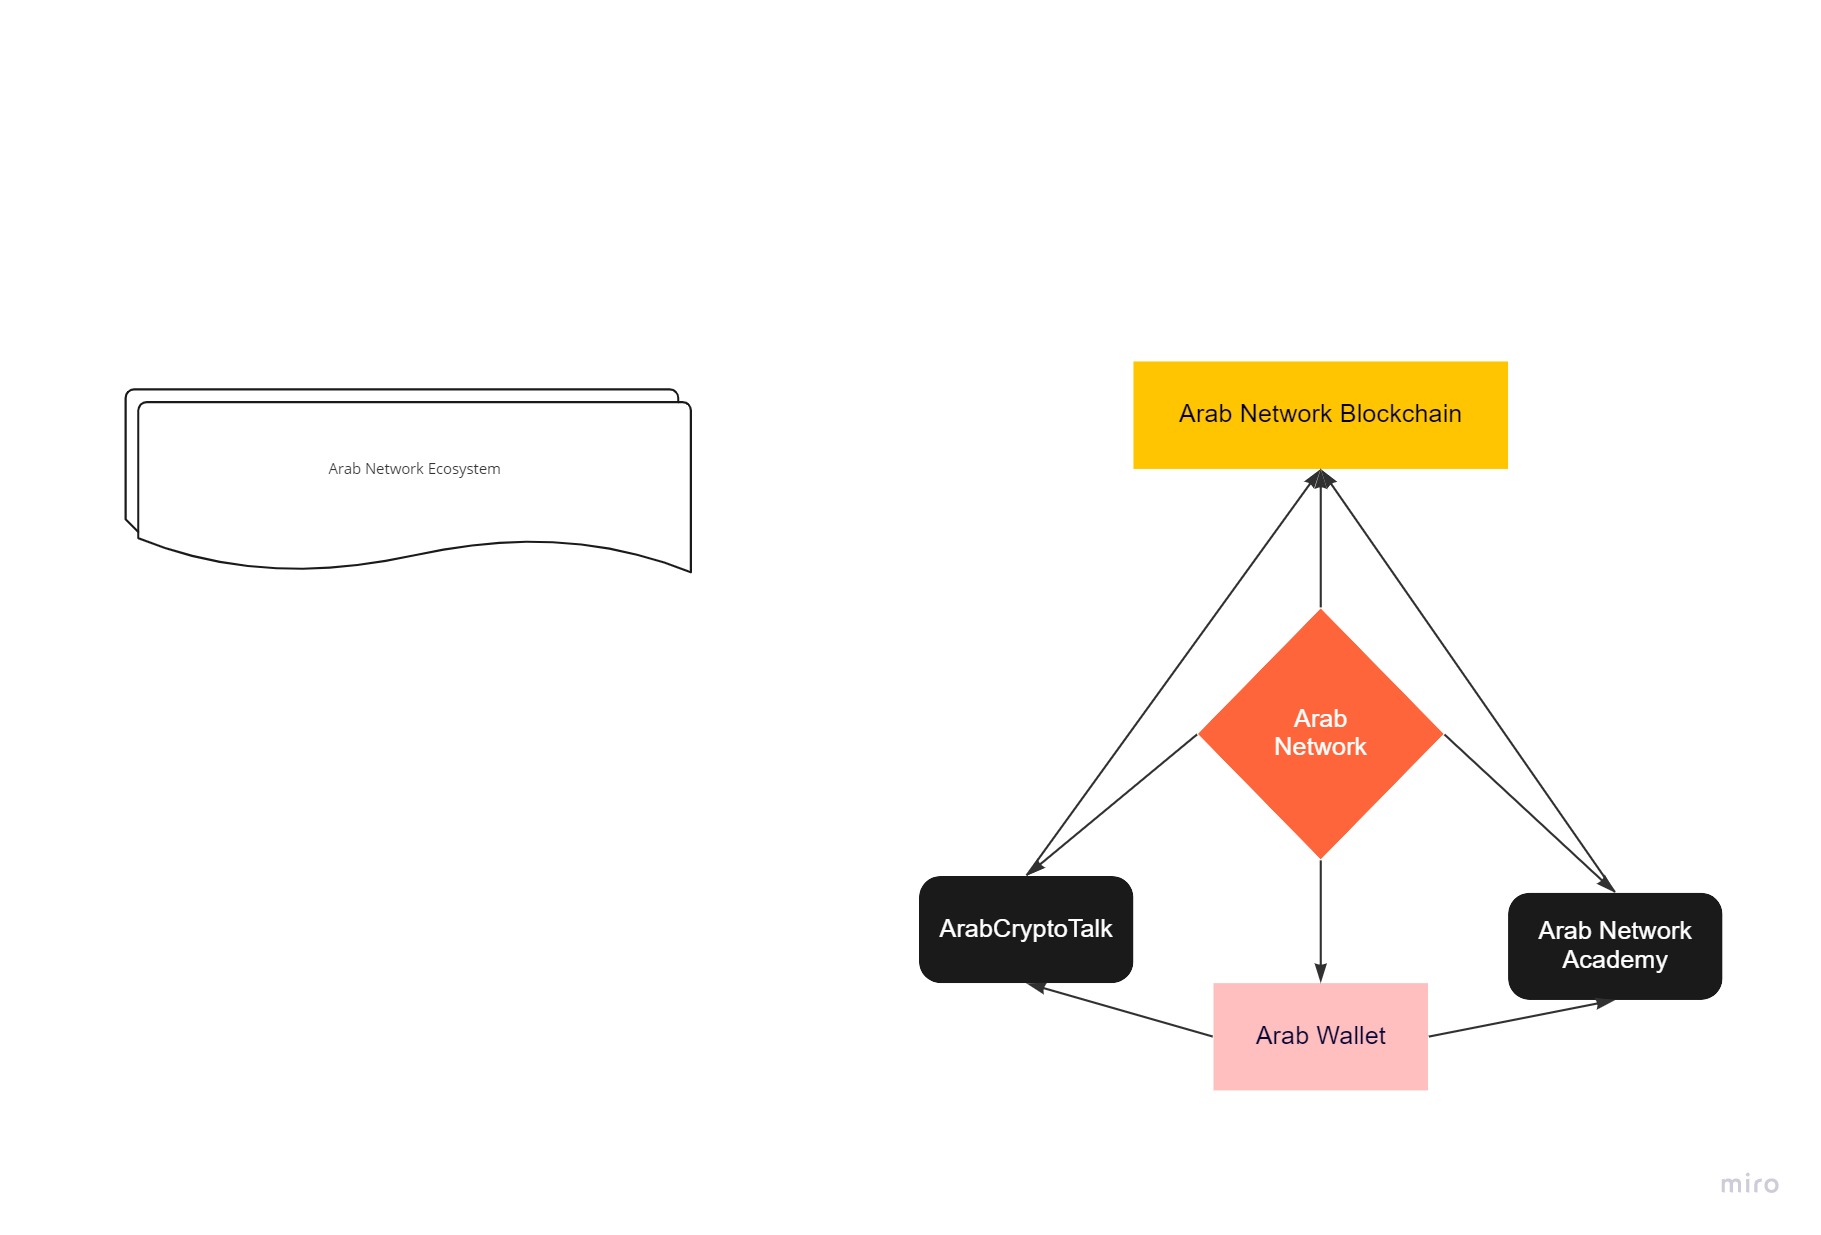 Arab Network Ecosystem
Arab Network Blockchain
Arab
Network
ArabCryptoTalk
Arab Network
Academy
Arab Wallet
miro